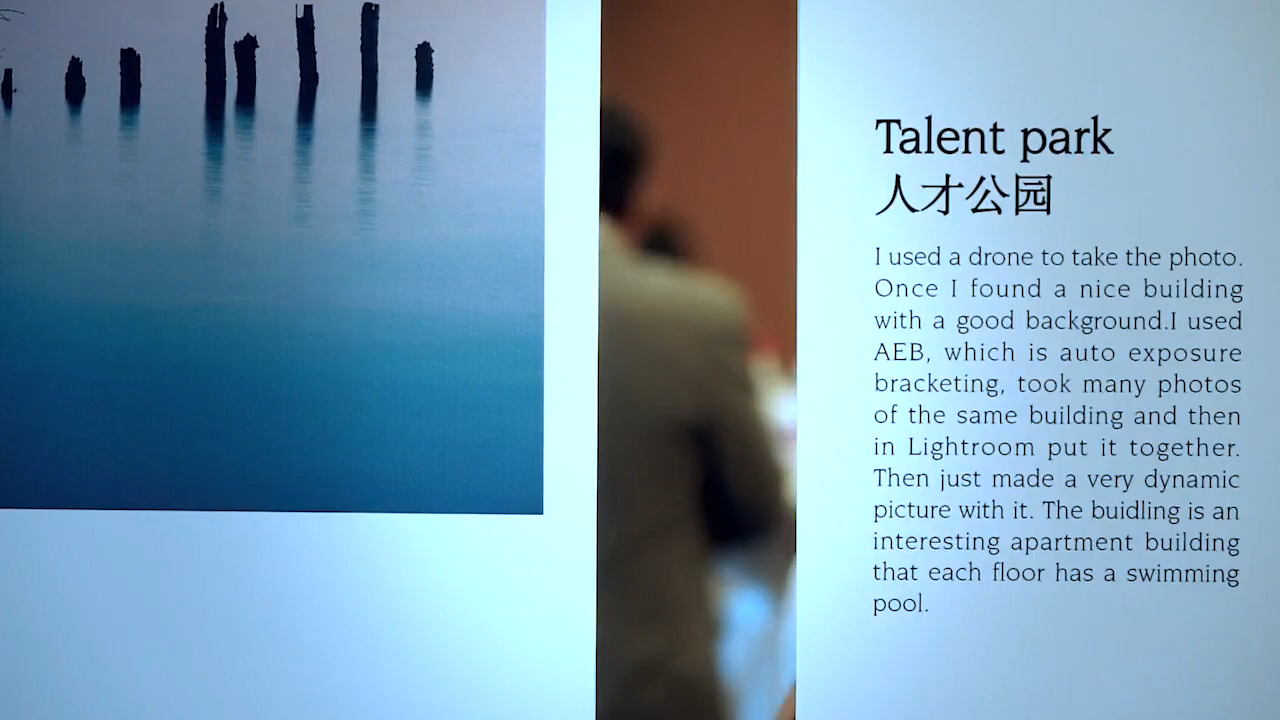 Talent park
人才公园
I used a drone to take the photo.
Once I found a nice building
with a good background.I used
AEB, which is auto exposure
bracketing, took many photos
of the same building and then
in Lightroom put it together.
Then just made a very dynamic
picture with it. The buidling is an
interesting apartment building
that each floor has a swimming
pool.